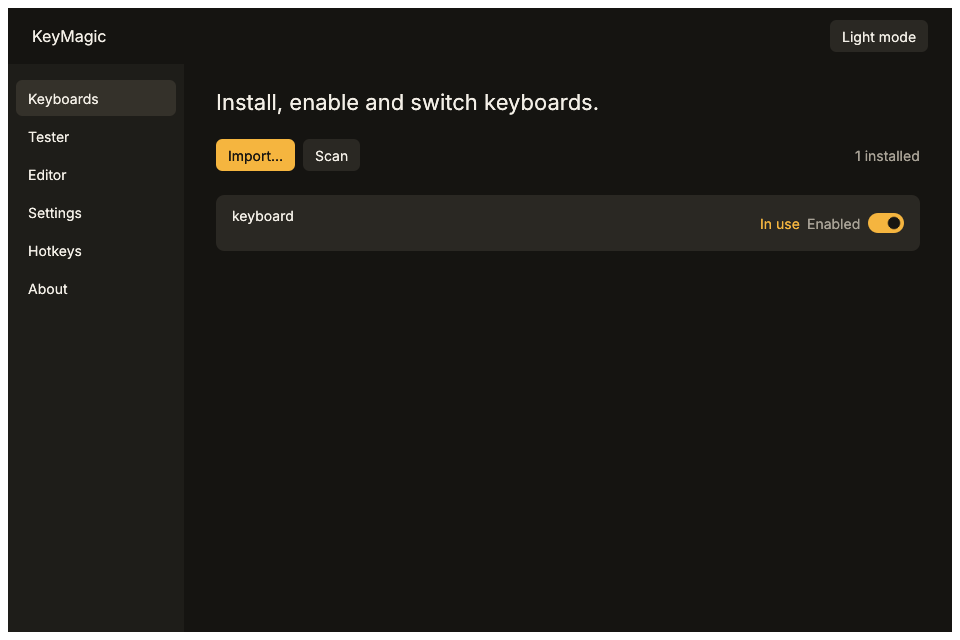 KeyMagic
Light mode
Keyboards
Tester
Editor
Settings
Hotkeys
About
Install, enable and switch keyboards.
Import...
Scan
1 installed
keyboard
In use
Enabled